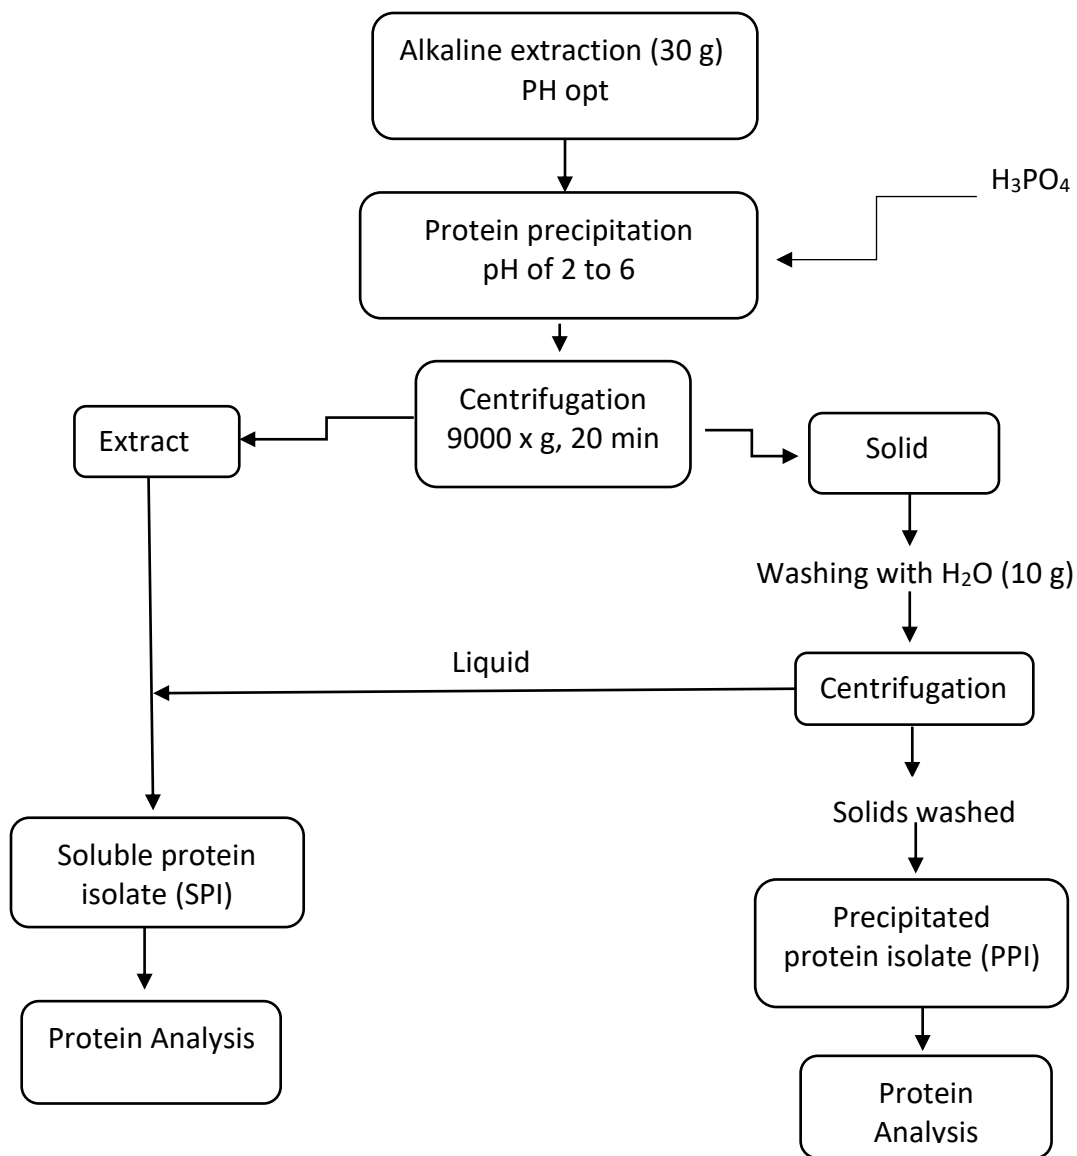 Alkaline extraction (30 g)
PH opt
H₃PO₄
Protein precipitation
pH of 2 to 6
Centrifugation
9000 x g, 20 min
Extract
Solid
Washing with H₂O (10 g)
Liquid
Centrifugation
Solids washed
Soluble protein
isolate (SPI)
Precipitated
protein isolate (PPI)
Protein Analysis
Protein
Analysis